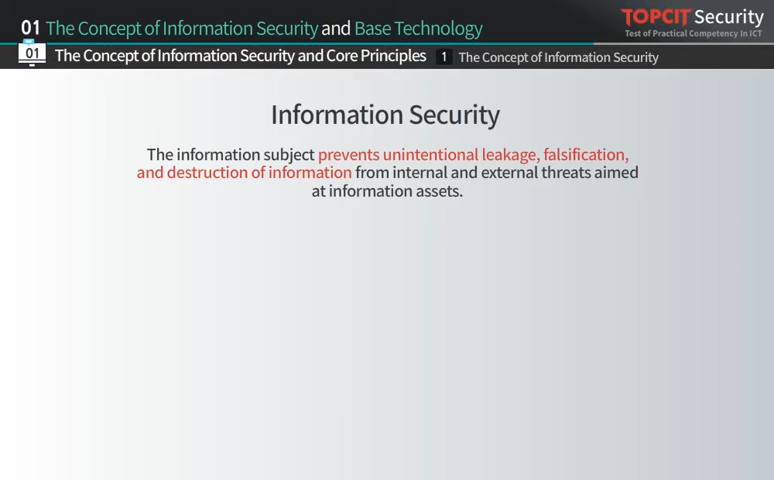 01 The Concept of Information Security and Base Technology
TOPCIT Security
Test of Practical Competency In ICT
01 The Concept of Information Security and Core Principles 1 The Concept of Information Security
Information Security
The information subject prevents unintentional leakage, falsification,
and destruction of information from internal and external threats aimed
at information assets.